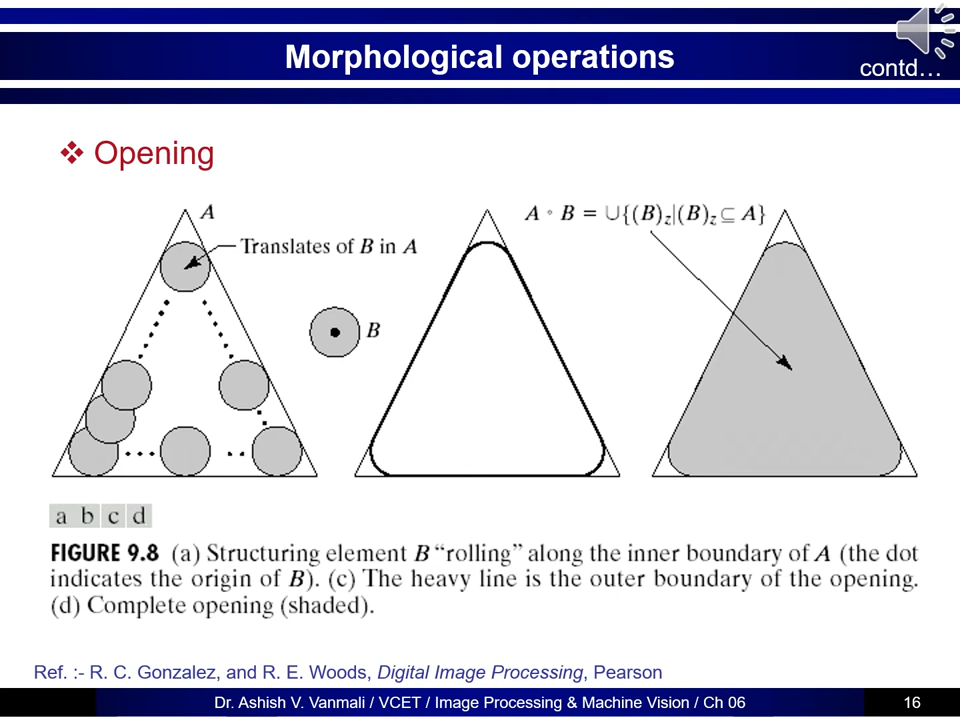 Morphological operations
contd…
❖ Opening
A
Translates of B in A
B
A ∘ B = ∪{(B)z|(B)z ⊆ A}
a b c d
FIGURE 9.8 (a) Structuring element B “rolling” along the inner boundary of A (the dot
indicates the origin of B). (c) The heavy line is the outer boundary of the opening.
(d) Complete opening (shaded).
Ref. :- R. C. Gonzalez, and R. E. Woods, Digital Image Processing, Pearson
Dr. Ashish V. Vanmali / VCET / Image Processing & Machine Vision / Ch 06
16